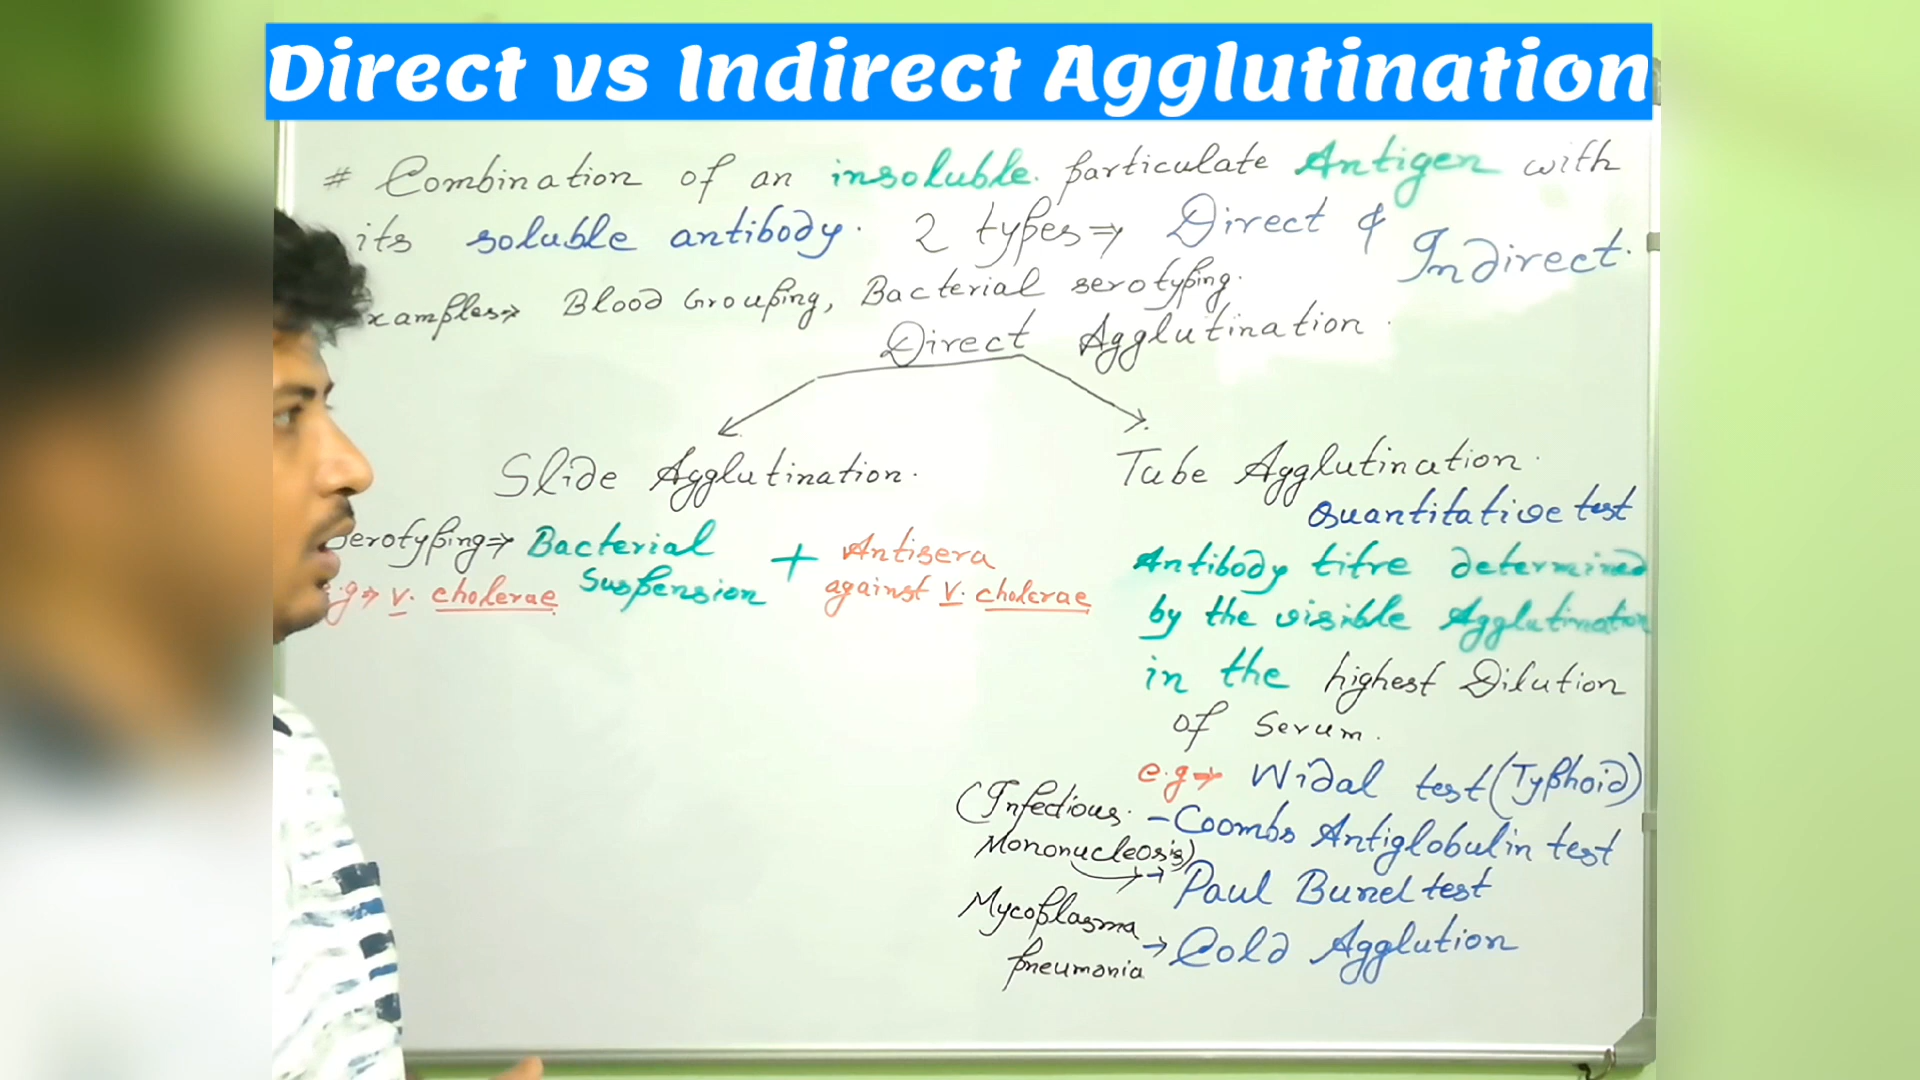 Direct vs Indirect Agglutination
# Combination of an insoluble particulate Antigen with
its soluble antibody. 2 types ⇒ Direct & Indirect.
xamples⇒ Blood Grouping, Bacterial serotyping.
Direct Agglutination.
Slide Agglutination.
Serotyping⇒ Bacterial Suspension + Antisera against V. cholerae
e.g⇒ V. cholerae
Tube Agglutination.
Quantitative test
Antibody titre determined
by the visible Agglutination
in the highest Dilution
of Serum.
e.g⇒ Widal test (Typhoid)
- Coombs Antiglobulin test
(Infectious Mononucleosis) → Paul Bunel test
Mycoplasma pneumonia → Cold Agglution